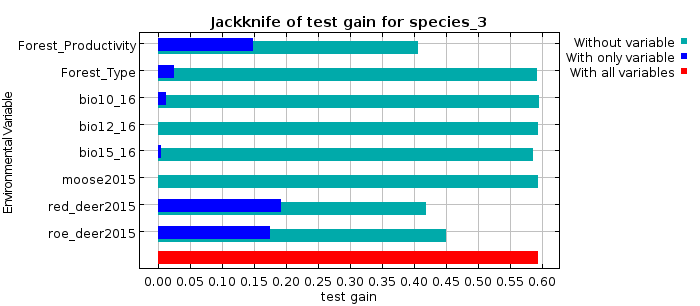 Jackknife of test gain for species_3
Environmental Variable
Forest_Productivity
Forest_Type
bio10_16
bio12_16
bio15_16
moose2015
red_deer2015
roe_deer2015
Without variable
With only variable
With all variables
0.00 0.05 0.10 0.15 0.20 0.25 0.30 0.35 0.40 0.45 0.50 0.55 0.60
test gain